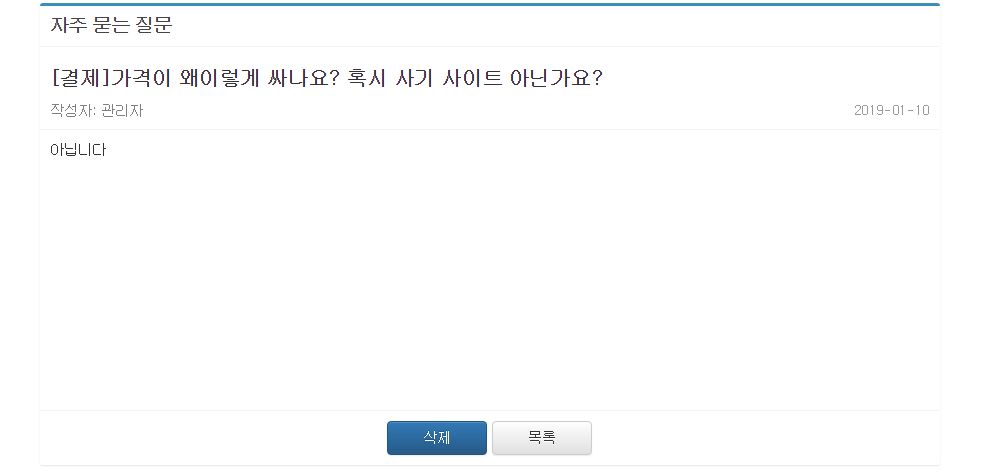 자주 묻는 질문
[결제]가격이 왜이렇게 싸나요? 혹시 사기 사이트 아닌가요?
작성자: 관리자 2019-01-10
아닙니다
삭제 목록